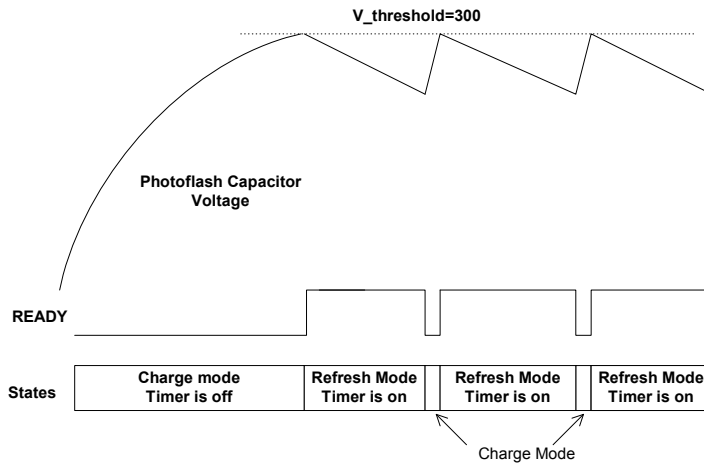 V_threshold=300
Photoflash Capacitor
Voltage
READY
States
Charge mode
Timer is off
Refresh Mode
Timer is on
Refresh Mode
Timer is on
Refresh Mode
Timer is on
Charge Mode